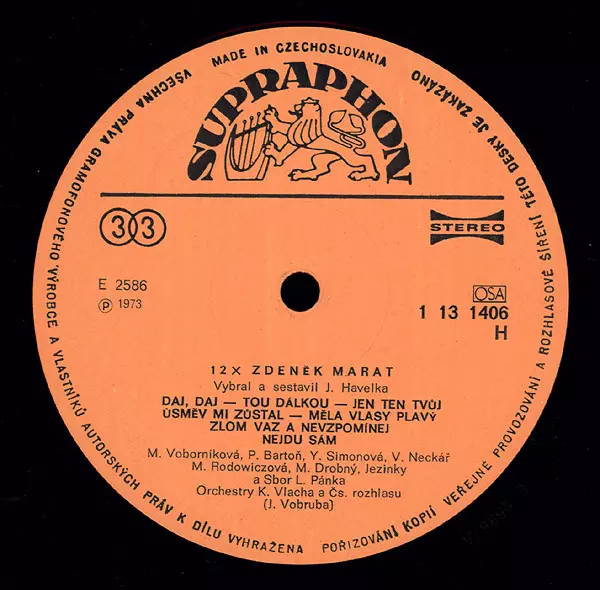 MADE IN CZECHOSLOVAKIA
VŠECHNA PRÁVA GRAMOFONOVÉHO VÝROBCE A VLASTNÍKŮ AUTORSKÝCH PRÁV K DÍLU VYHRAŽENA
POŘIZOVÁNÍ KOPIÍ VEŘEJNÉ PROVOZOVÁNÍ A ROZHLASOVÉ SÍŘENÍ TÉTO DESKY JE ZAKÁZÁNO
SUPRAPHON
33
STEREO
E 2586
℗ 1973
OSA
1 13 1406
H
12× ZDENĚK MARAT
Vybral a sestavil J. Havelka
DAJ, DAJ — TOU DÁLKOU — JEN TEN TVŮJ
ÚSMĚV MI ZŮSTAL — MĚLA VLASY PLAVÝ
ZLOM VAZ A NEVZPOMÍNEJ
NEJDU SÁM
M. Voborníková, P. Bartoň, Y. Simonová, V. Neckář
M. Rodowiczová, M. Drobný, Jezinky
a Sbor L. Pánka
Orchestry K. Vlacha a Čs. rozhlasu
(J. Vobruba)